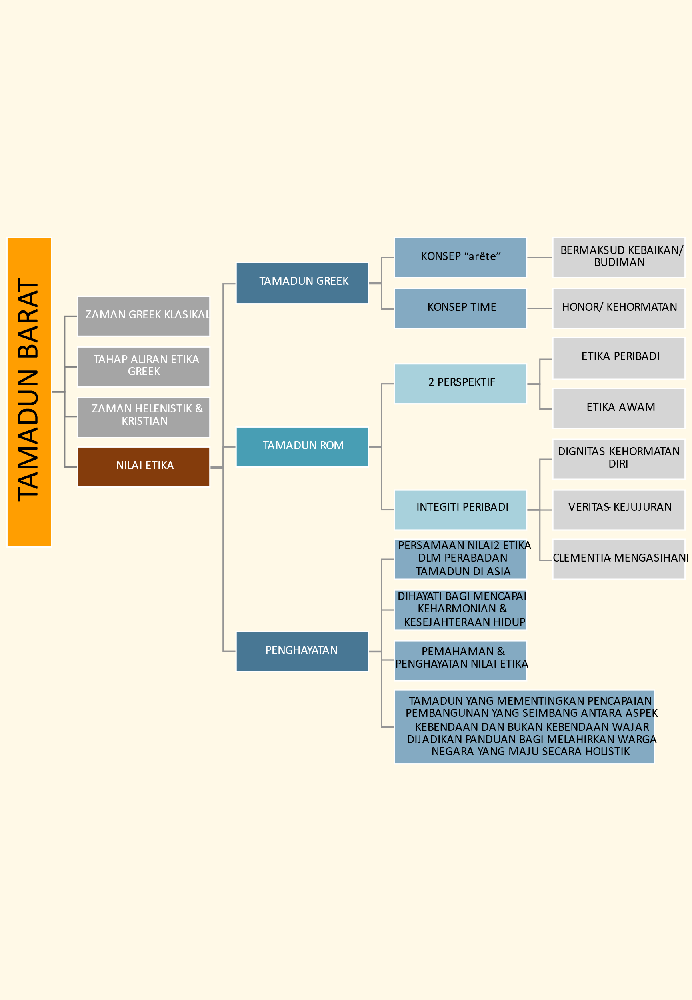 TAMADUN BARAT
ZAMAN GREEK KLASIKAL
TAHAP ALIRAN ETIKA
GREEK
ZAMAN HELENISTIK &
KRISTIAN
NILAI ETIKA
TAMADUN GREEK
KONSEP “arête”
BERMAKSUD KEBAIKAN/
BUDIMAN
KONSEP TIME
HONOR/ KEHORMATAN
TAMADUN ROM
2 PERSPEKTIF
ETIKA PERIBADI
ETIKA AWAM
INTEGITI PERIBADI
DIGNITAS- KEHORMATAN
DIRI
VERITAS- KEJUJURAN
CLEMENTIA- MENGASIHANI
PENGHAYATAN
PERSAMAAN NILAI2 ETIKA
DLM PERABADAN
TAMADUN DI ASIA
DIHAYATI BAGI MENCAPAI
KEHARMONIAN &
KESEJAHTERAAN HIDUP
PEMAHAMAN &
PENGHAYATAN NILAI ETIKA
TAMADUN YANG MEMENTINGKAN PENCAPAIAN
PEMBANGUNAN YANG SEIMBANG ANTARA ASPEK
KEBENDAAN DAN BUKAN KEBENDAAN WAJAR
DIJADIKAN PANDUAN BAGI MELAHIRKAN WARGA
NEGARA YANG MAJU SECARA HOLISTIK